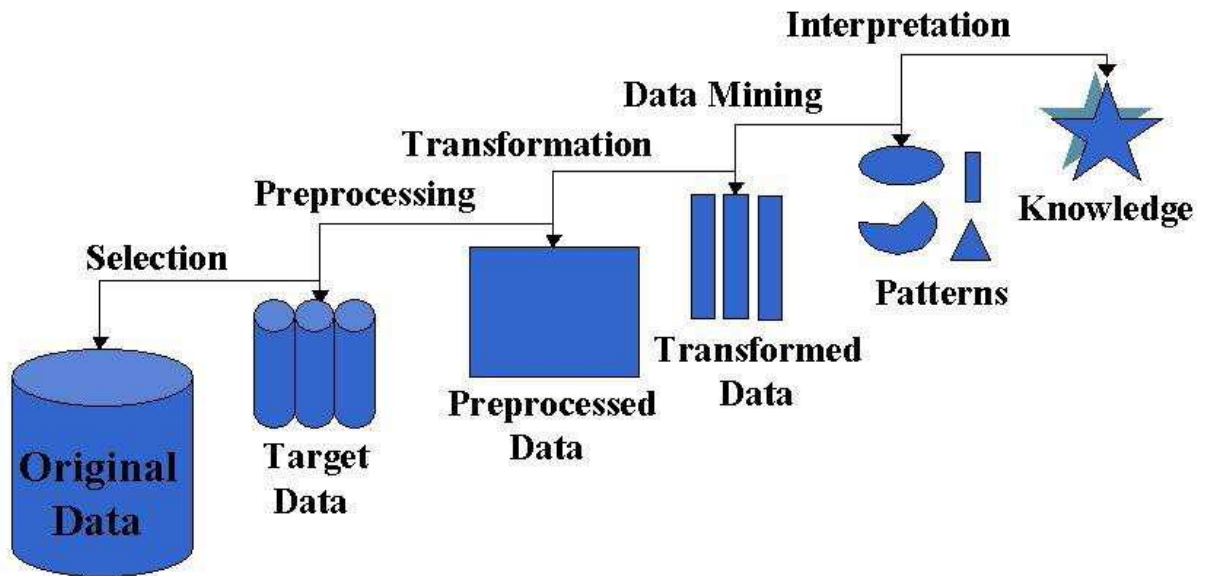 Interpretation
Data Mining
Transformation
Preprocessing
Selection
Knowledge
Patterns
Transformed
Data
Preprocessed
Data
Target
Data
Original
Data